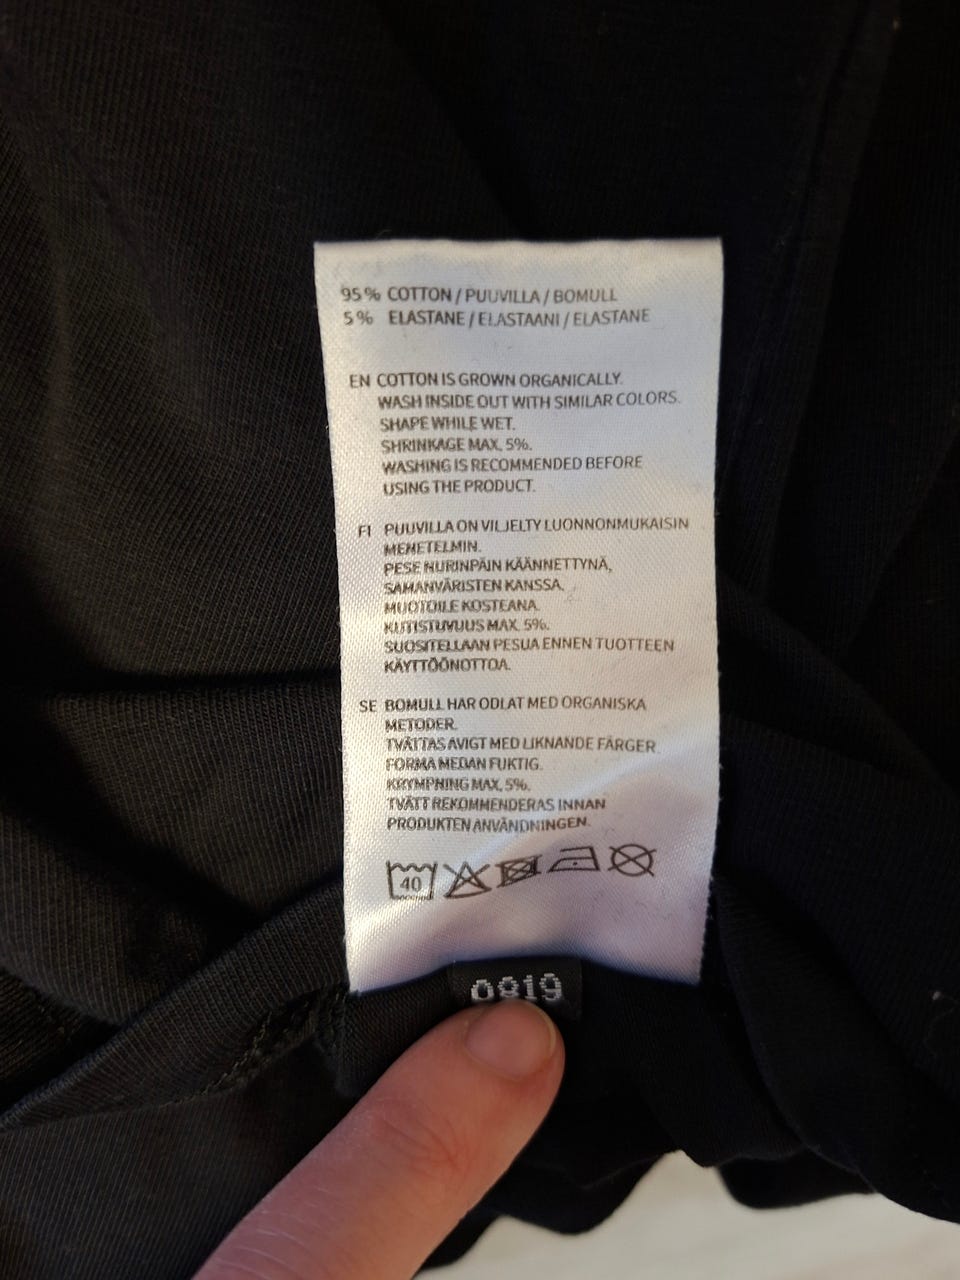 95% COTTON / PUUVILLA / BOMULL
5% ELASTANE / ELASTAANI / ELASTANE
EN COTTON IS GROWN ORGANICALLY.
WASH INSIDE OUT WITH SIMILAR COLORS.
SHAPE WHILE WET.
SHRINKAGE MAX. 5%.
WASHING IS RECOMMENDED BEFORE
USING THE PRODUCT.
FI PUUVILLA ON VILJELTY LUONNONMUKAISIN
MENETELMIN.
PESE NURINPÄIN KÄÄNNETTYNÄ,
SAMANVÄRISTEN KANSSA.
MUOTOILE KOSTEANA.
KUTISTUVUUS MAX. 5%.
SUOSITELLAAN PESUA ENNEN TUOTTEEN
KÄYTTÖÖNOTTOA.
SE BOMULL HAR ODLAT MED ORGANISKA
METODER.
TVÄTTAS AVIGT MED LIKNANDE FÄRGER.
FORMA MEDAN FUKTIG.
KRYMPNING MAX. 5%.
TVÄTT REKOMMENDERAS INNAN
PRODUKTEN ANVÄNDNINGEN.
40
0819